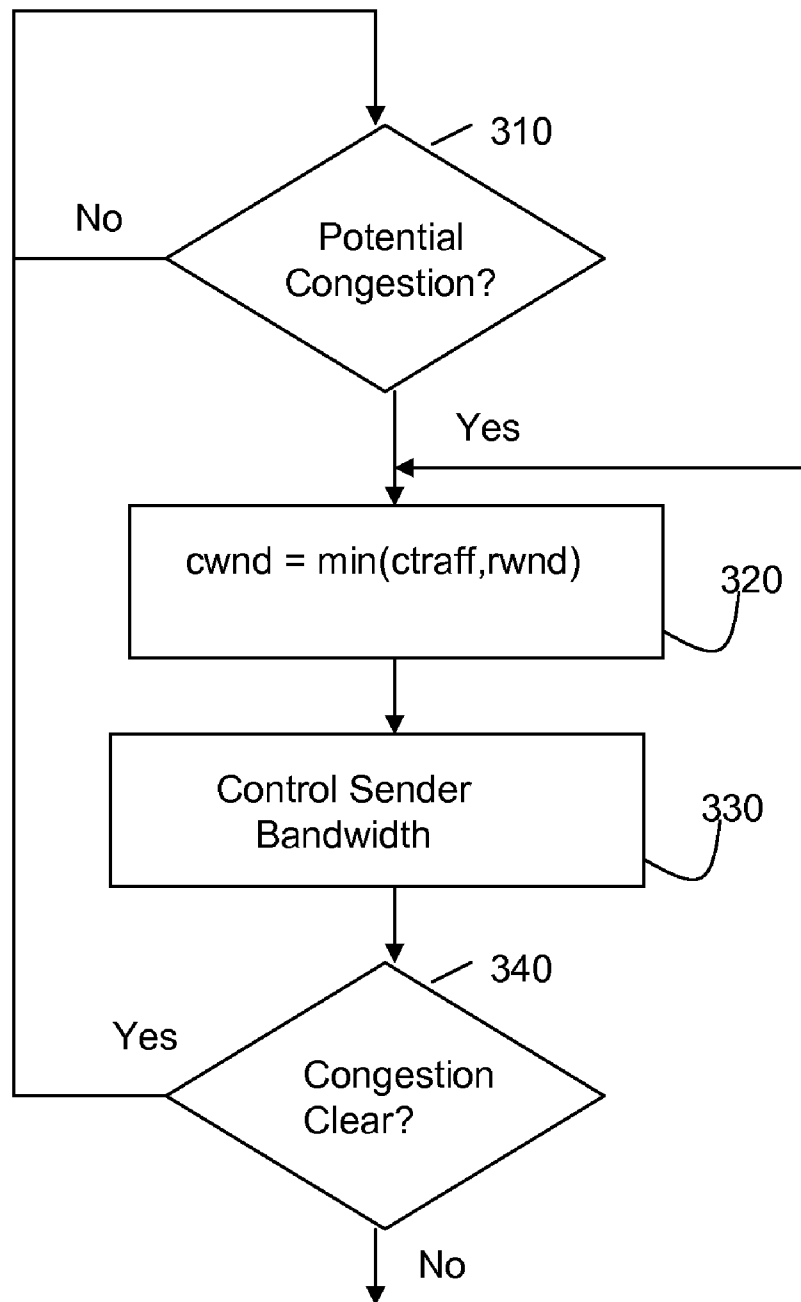 310
No
Potential
Congestion?
Yes
cwnd = min(ctraff,rwnd)
320
Control Sender
Bandwidth
330
340
Yes
Congestion
Clear?
No